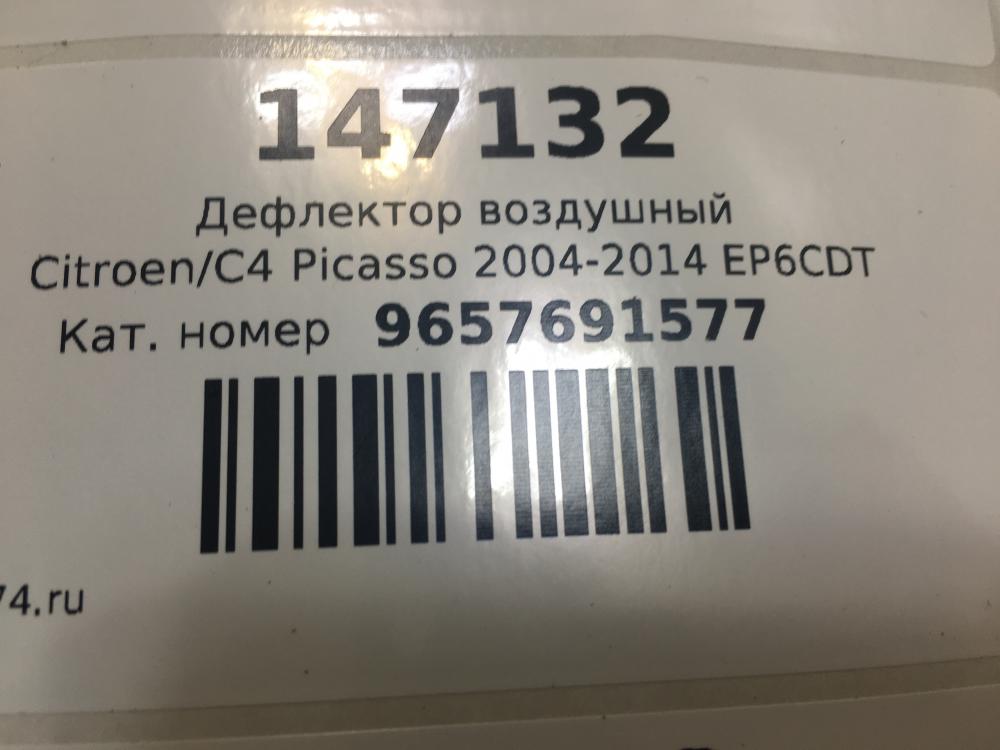 147132
Дефлектор воздушный
Citroen/C4 Picasso 2004-2014 EP6CDT
Кат. номер 9657691577
74.ru